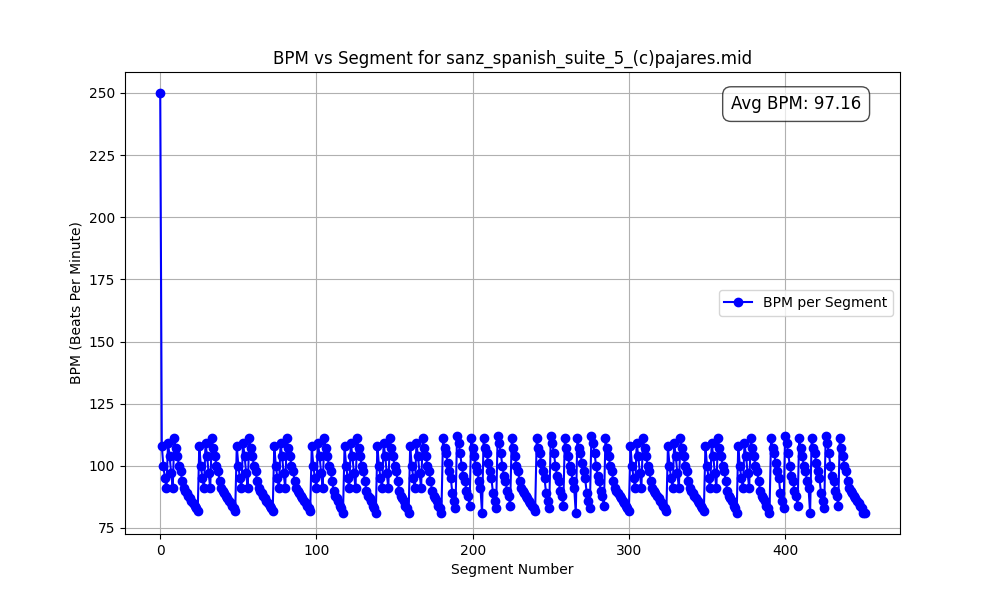 BPM vs Segment for sanz_spanish_suite_5_(c)pajares.mid
Avg BPM: 97.16
BPM per Segment
BPM (Beats Per Minute)
250
225
200
175
150
125
100
75
0 100 200 300 400
Segment Number